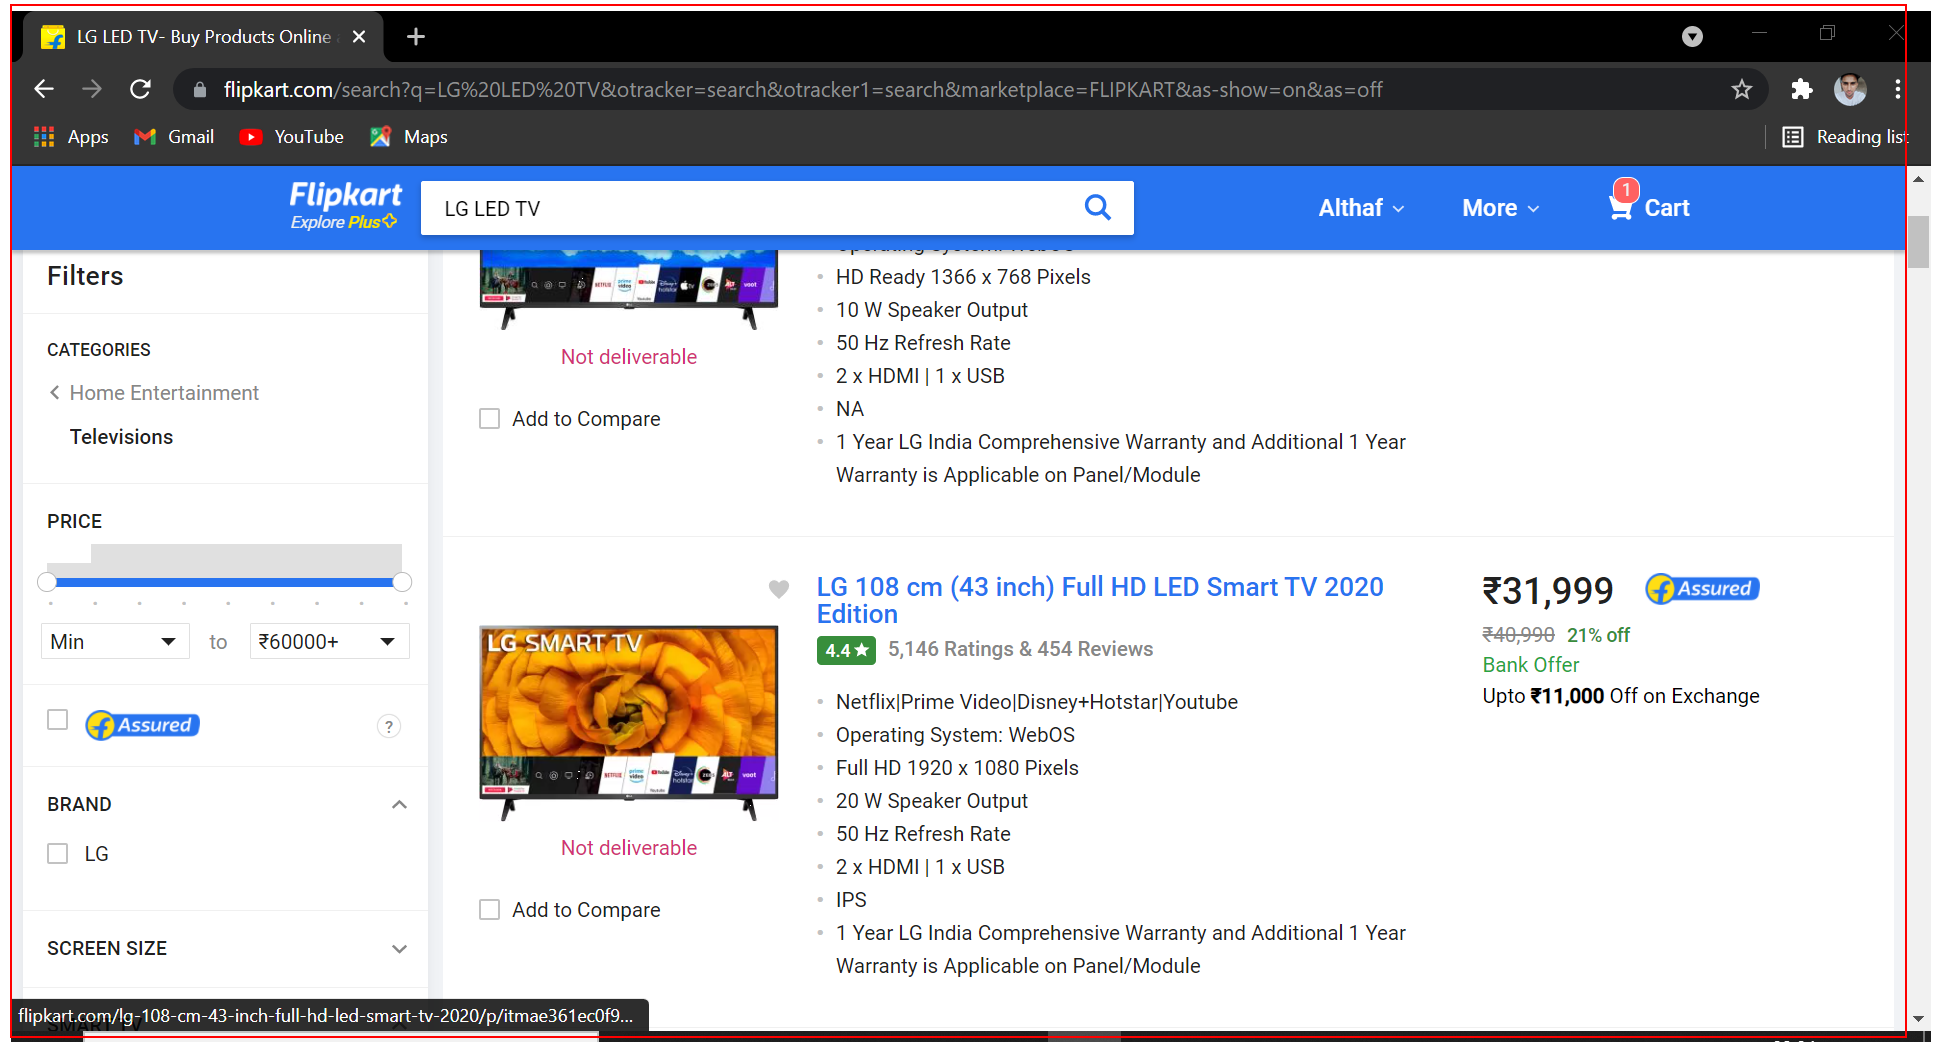 LG LED TV- Buy Products Online
flipkart.com/search?q=LG%20LED%20TV&otracker=search&otracker1=search&marketplace=FLIPKART&as-show=on&as=off
Apps Gmail YouTube Maps Reading list
Flipkart
Explore Plus
LG LED TV
Althaf More 1 Cart
Filters
CATEGORIES
Home Entertainment
Televisions
PRICE
Min to ₹60000+
Assured ?
BRAND
LG
SCREEN SIZE
SMART TV
flipkart.com/lg-108-cm-43-inch-full-hd-led-smart-tv-2020/p/itmae361ec0f9...
Operating System: WebOS
HD Ready 1366 x 768 Pixels
10 W Speaker Output
50 Hz Refresh Rate
2 x HDMI | 1 x USB
NA
1 Year LG India Comprehensive Warranty and Additional 1 Year
Warranty is Applicable on Panel/Module
Not deliverable
Add to Compare
LG SMART TV
Not deliverable
Add to Compare
LG 108 cm (43 inch) Full HD LED Smart TV 2020
Edition
4.4 5,146 Ratings & 454 Reviews
Netflix|Prime Video|Disney+Hotstar|Youtube
Operating System: WebOS
Full HD 1920 x 1080 Pixels
20 W Speaker Output
50 Hz Refresh Rate
2 x HDMI | 1 x USB
IPS
1 Year LG India Comprehensive Warranty and Additional 1 Year
Warranty is Applicable on Panel/Module
₹31,999 Assured
₹40,990 21% off
Bank Offer
Upto ₹11,000 Off on Exchange